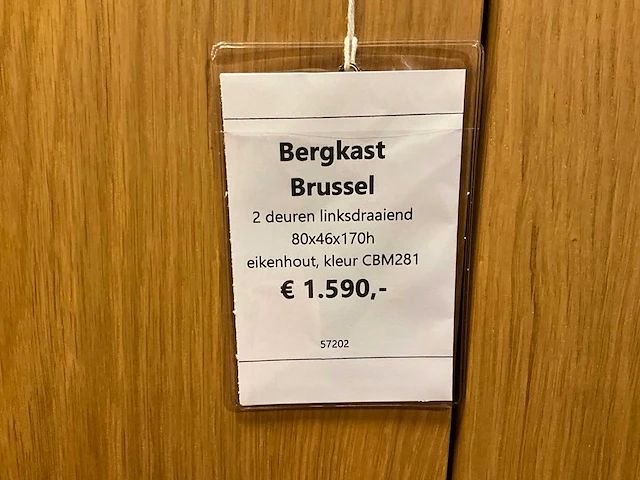 Bergkast
Brussel
2 deuren linksdraaiend
80x46x170h
eikenhout, kleur CBM281
€ 1.590,-
57202